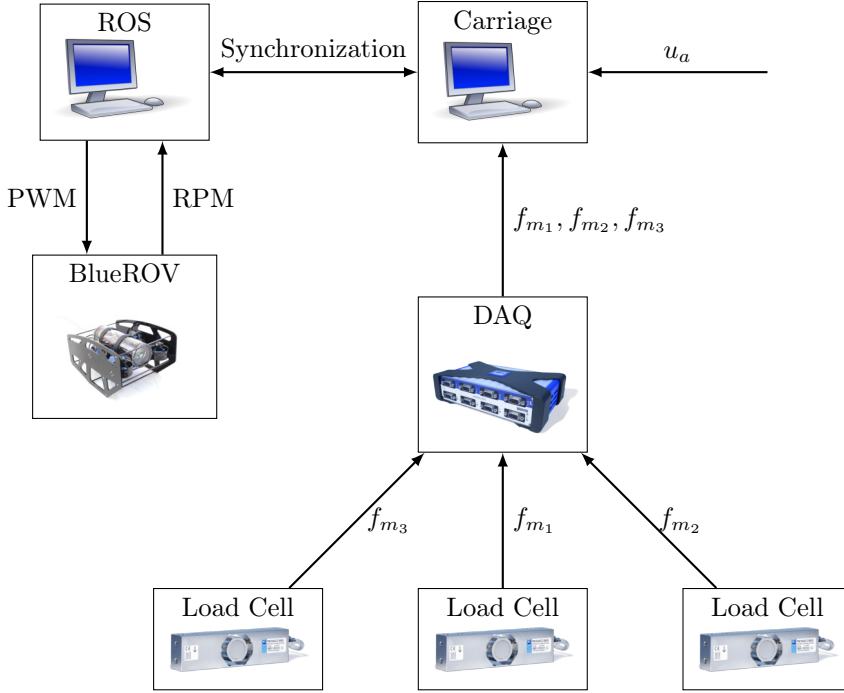 ROS
Carriage
Synchronization
u_a
PWM
RPM
f_{m_1}, f_{m_2}, f_{m_3}
BlueROV
DAQ
f_{m_3}
f_{m_1}
f_{m_2}
Load Cell
Load Cell
Load Cell